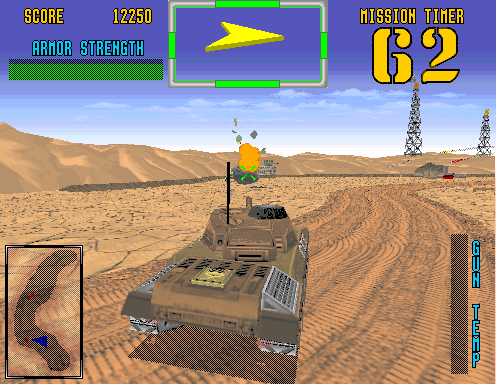 SCORE 12250
MISSION TIMER
62
ARMOR STRENGTH
GUN TEMP